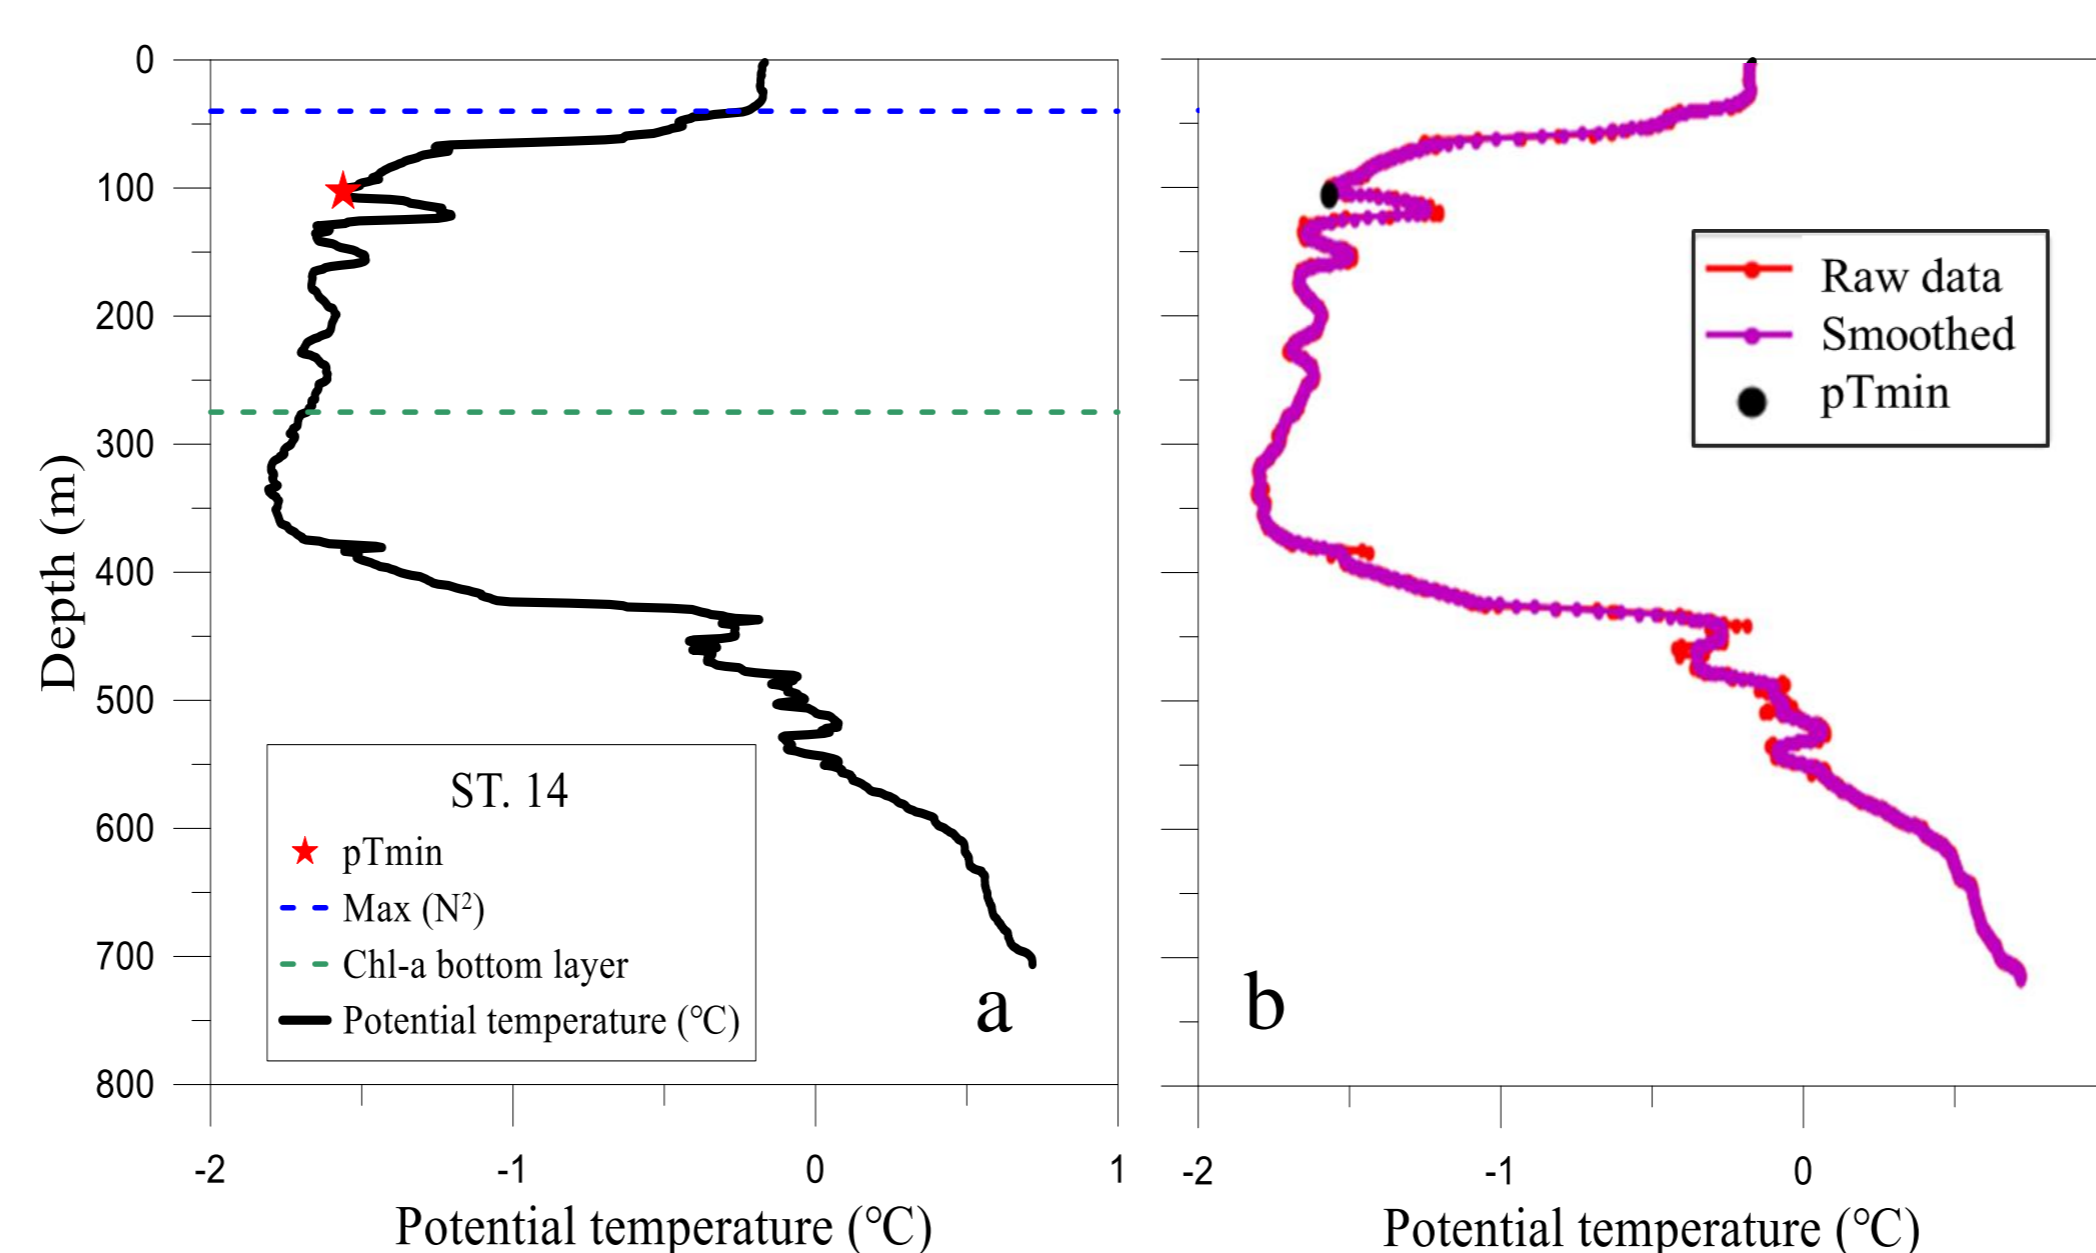 0
100
200
300
400
500
600
700
800
Depth (m)
ST. 14
pTmin
Max (N²)
Chl-a bottom layer
Potential temperature (℃)
a
-2
-1
0
1
Potential temperature (℃)
Raw data
Smoothed
pTmin
b
-2
-1
0
Potential temperature (℃)